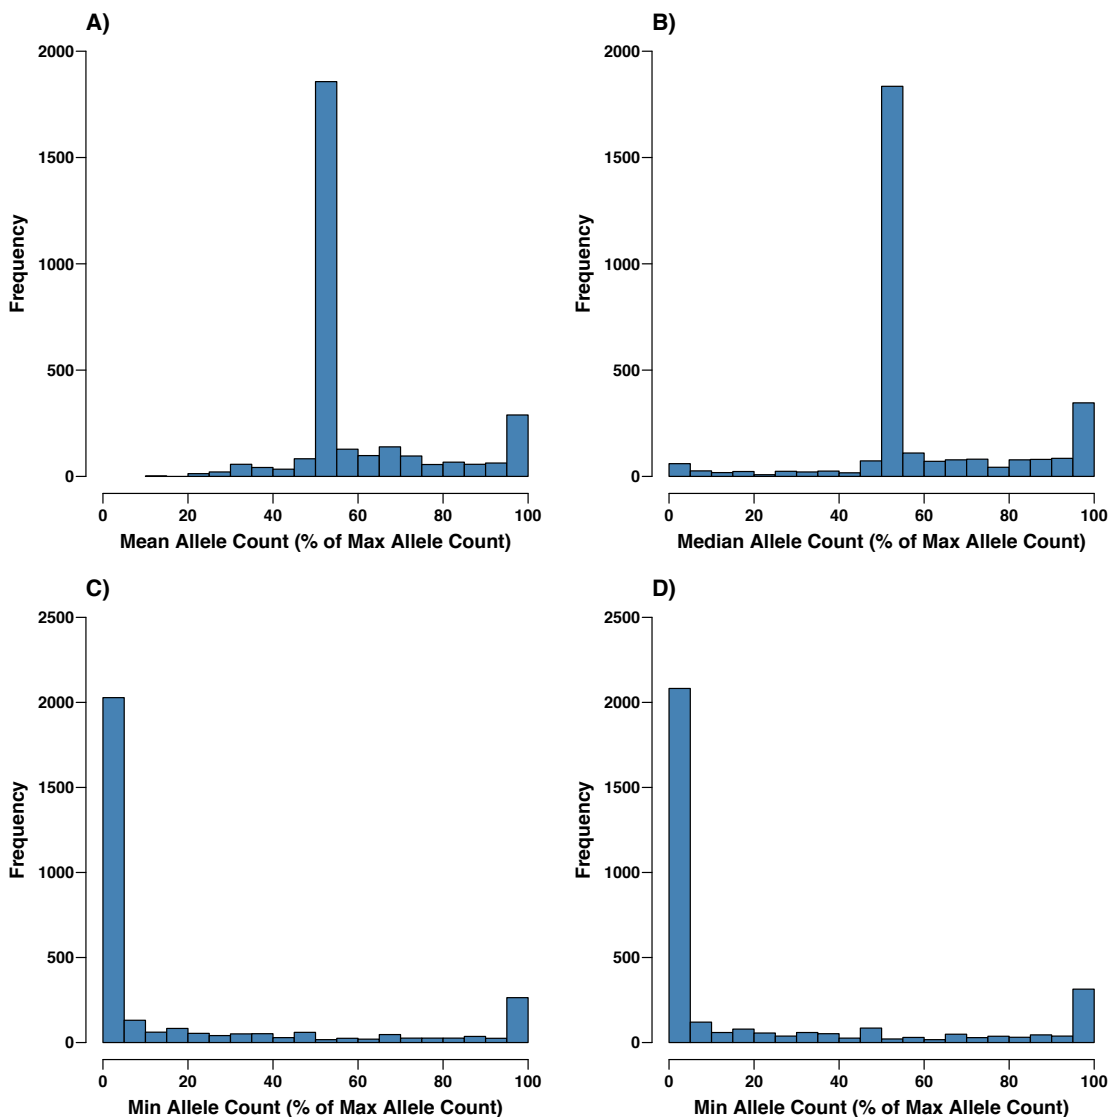 A)
2000
1500
1000
500
0
Frequency
0 20 40 60 80 100
Mean Allele Count (% of Max Allele Count)
B)
2000
1500
1000
500
0
Frequency
0 20 40 60 80 100
Median Allele Count (% of Max Allele Count)
C)
2500
2000
1500
1000
500
0
Frequency
0 20 40 60 80 100
Min Allele Count (% of Max Allele Count)
D)
2500
2000
1500
1000
500
0
Frequency
0 20 40 60 80 100
Min Allele Count (% of Max Allele Count)